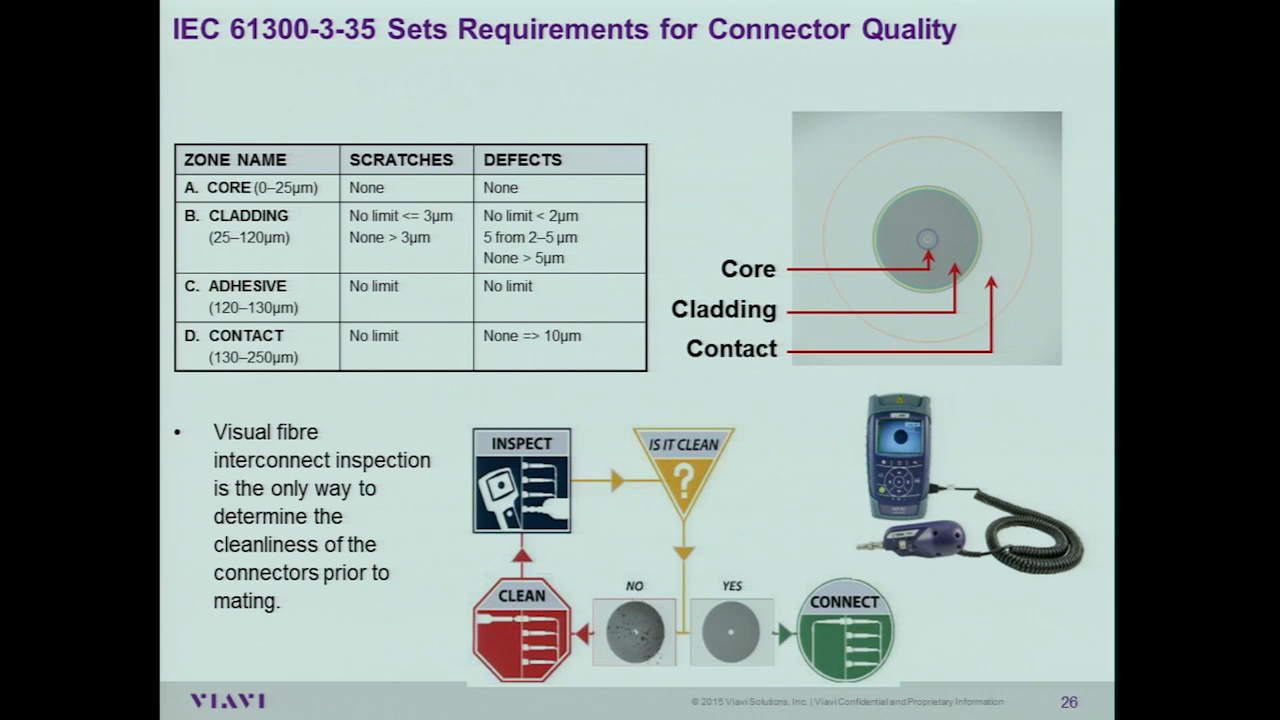 IEC 61300-3-35 Sets Requirements for Connector Quality
ZONE NAME SCRATCHES DEFECTS
A. CORE (0–25µm) None None
B. CLADDING No limit <= 3µm No limit < 2µm
(25–120µm) None > 3µm 5 from 2–5 µm
None > 5µm
C. ADHESIVE No limit No limit
(120–130µm)
D. CONTACT No limit None => 10µm
(130–250µm)
Core
Cladding
Contact
• Visual fibre
interconnect inspection
is the only way to
determine the
cleanliness of the
connectors prior to
mating.
INSPECT
IS IT CLEAN
?
CLEAN
NO
YES
CONNECT
VIAVI
© 2015 Viavi Solutions, Inc. | Viavi Confidential and Proprietary Information
26